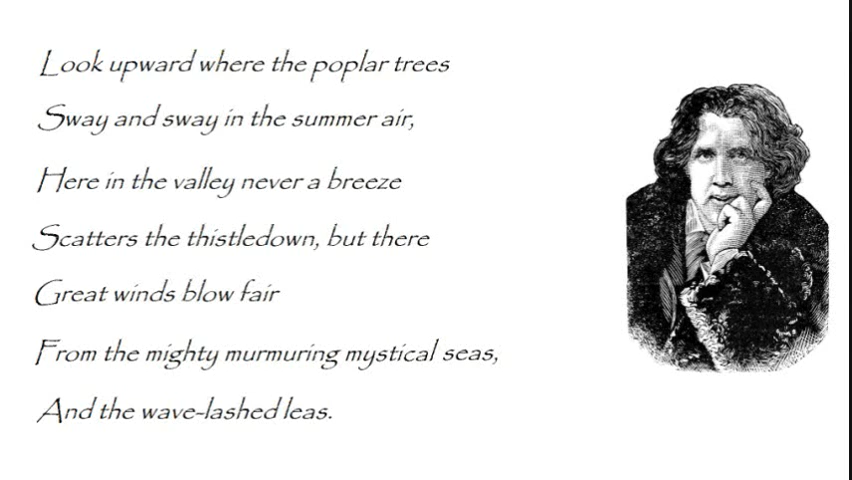 Look upward where the poplar trees
Sway and sway in the summer air,
Here in the valley never a breeze
Scatters the thistledown, but there
Great winds blow fair
From the mighty murmuring mystical seas,
And the wave-lashed leas.